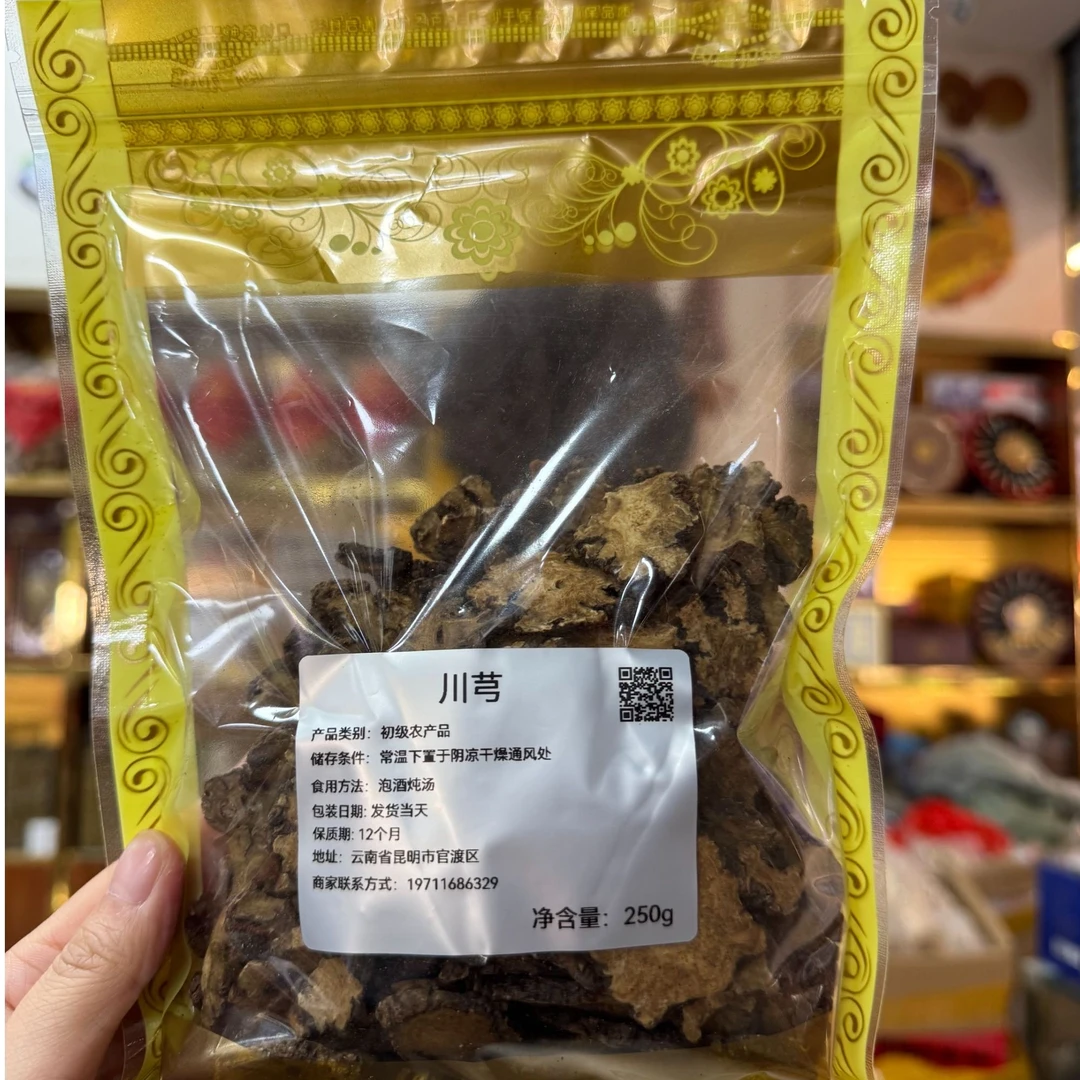 川芎
产品类别：初级农产品
储存条件：常温下置于阴凉干燥通风处
食用方法：泡酒炖汤
包装日期: 发货当天
保质期: 12个月
地址：云南省昆明市官渡区
商家联系方式：19711686329
净含量：250g